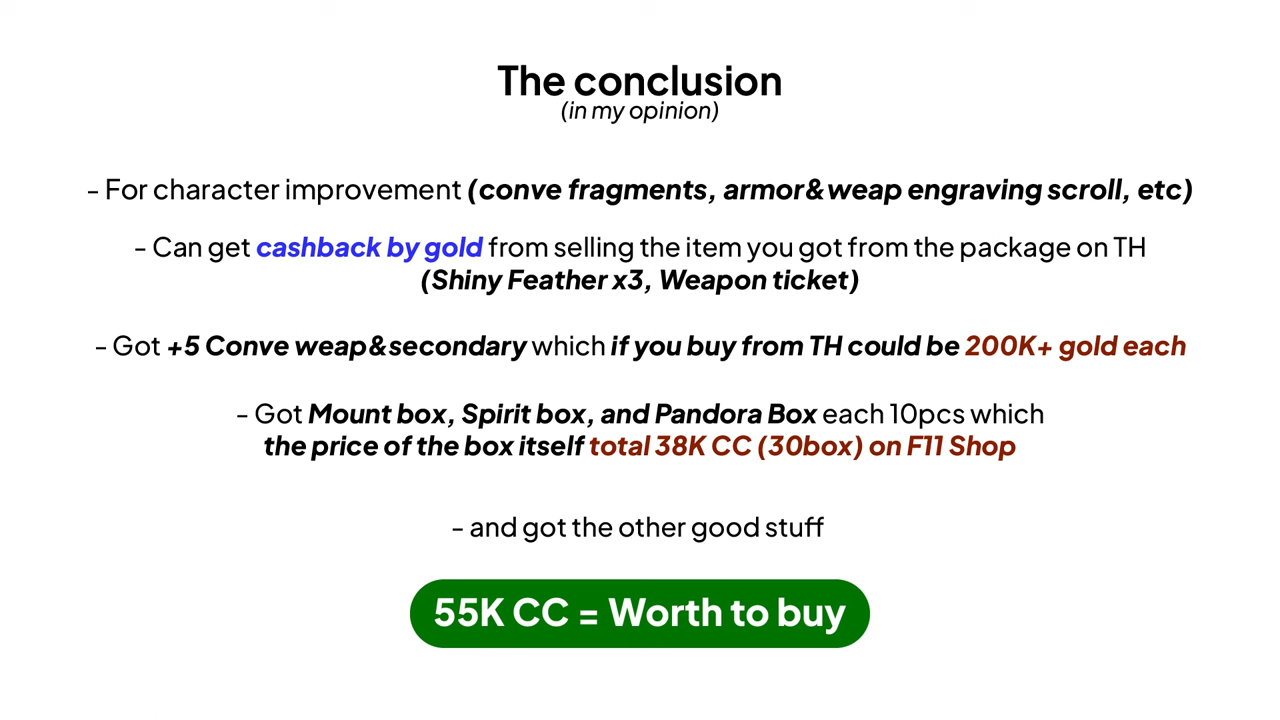 The conclusion
(in my opinion)
- For character improvement (conve fragments, armor&weap engraving scroll, etc)
- Can get cashback by gold from selling the item you got from the package on TH
(Shiny Feather x3, Weapon ticket)
- Got +5 Conve weap&secondary which if you buy from TH could be 200K+ gold each
- Got Mount box, Spirit box, and Pandora Box each 10pcs which
the price of the box itself total 38K CC (30box) on F11 Shop
- and got the other good stuff
55K CC = Worth to buy